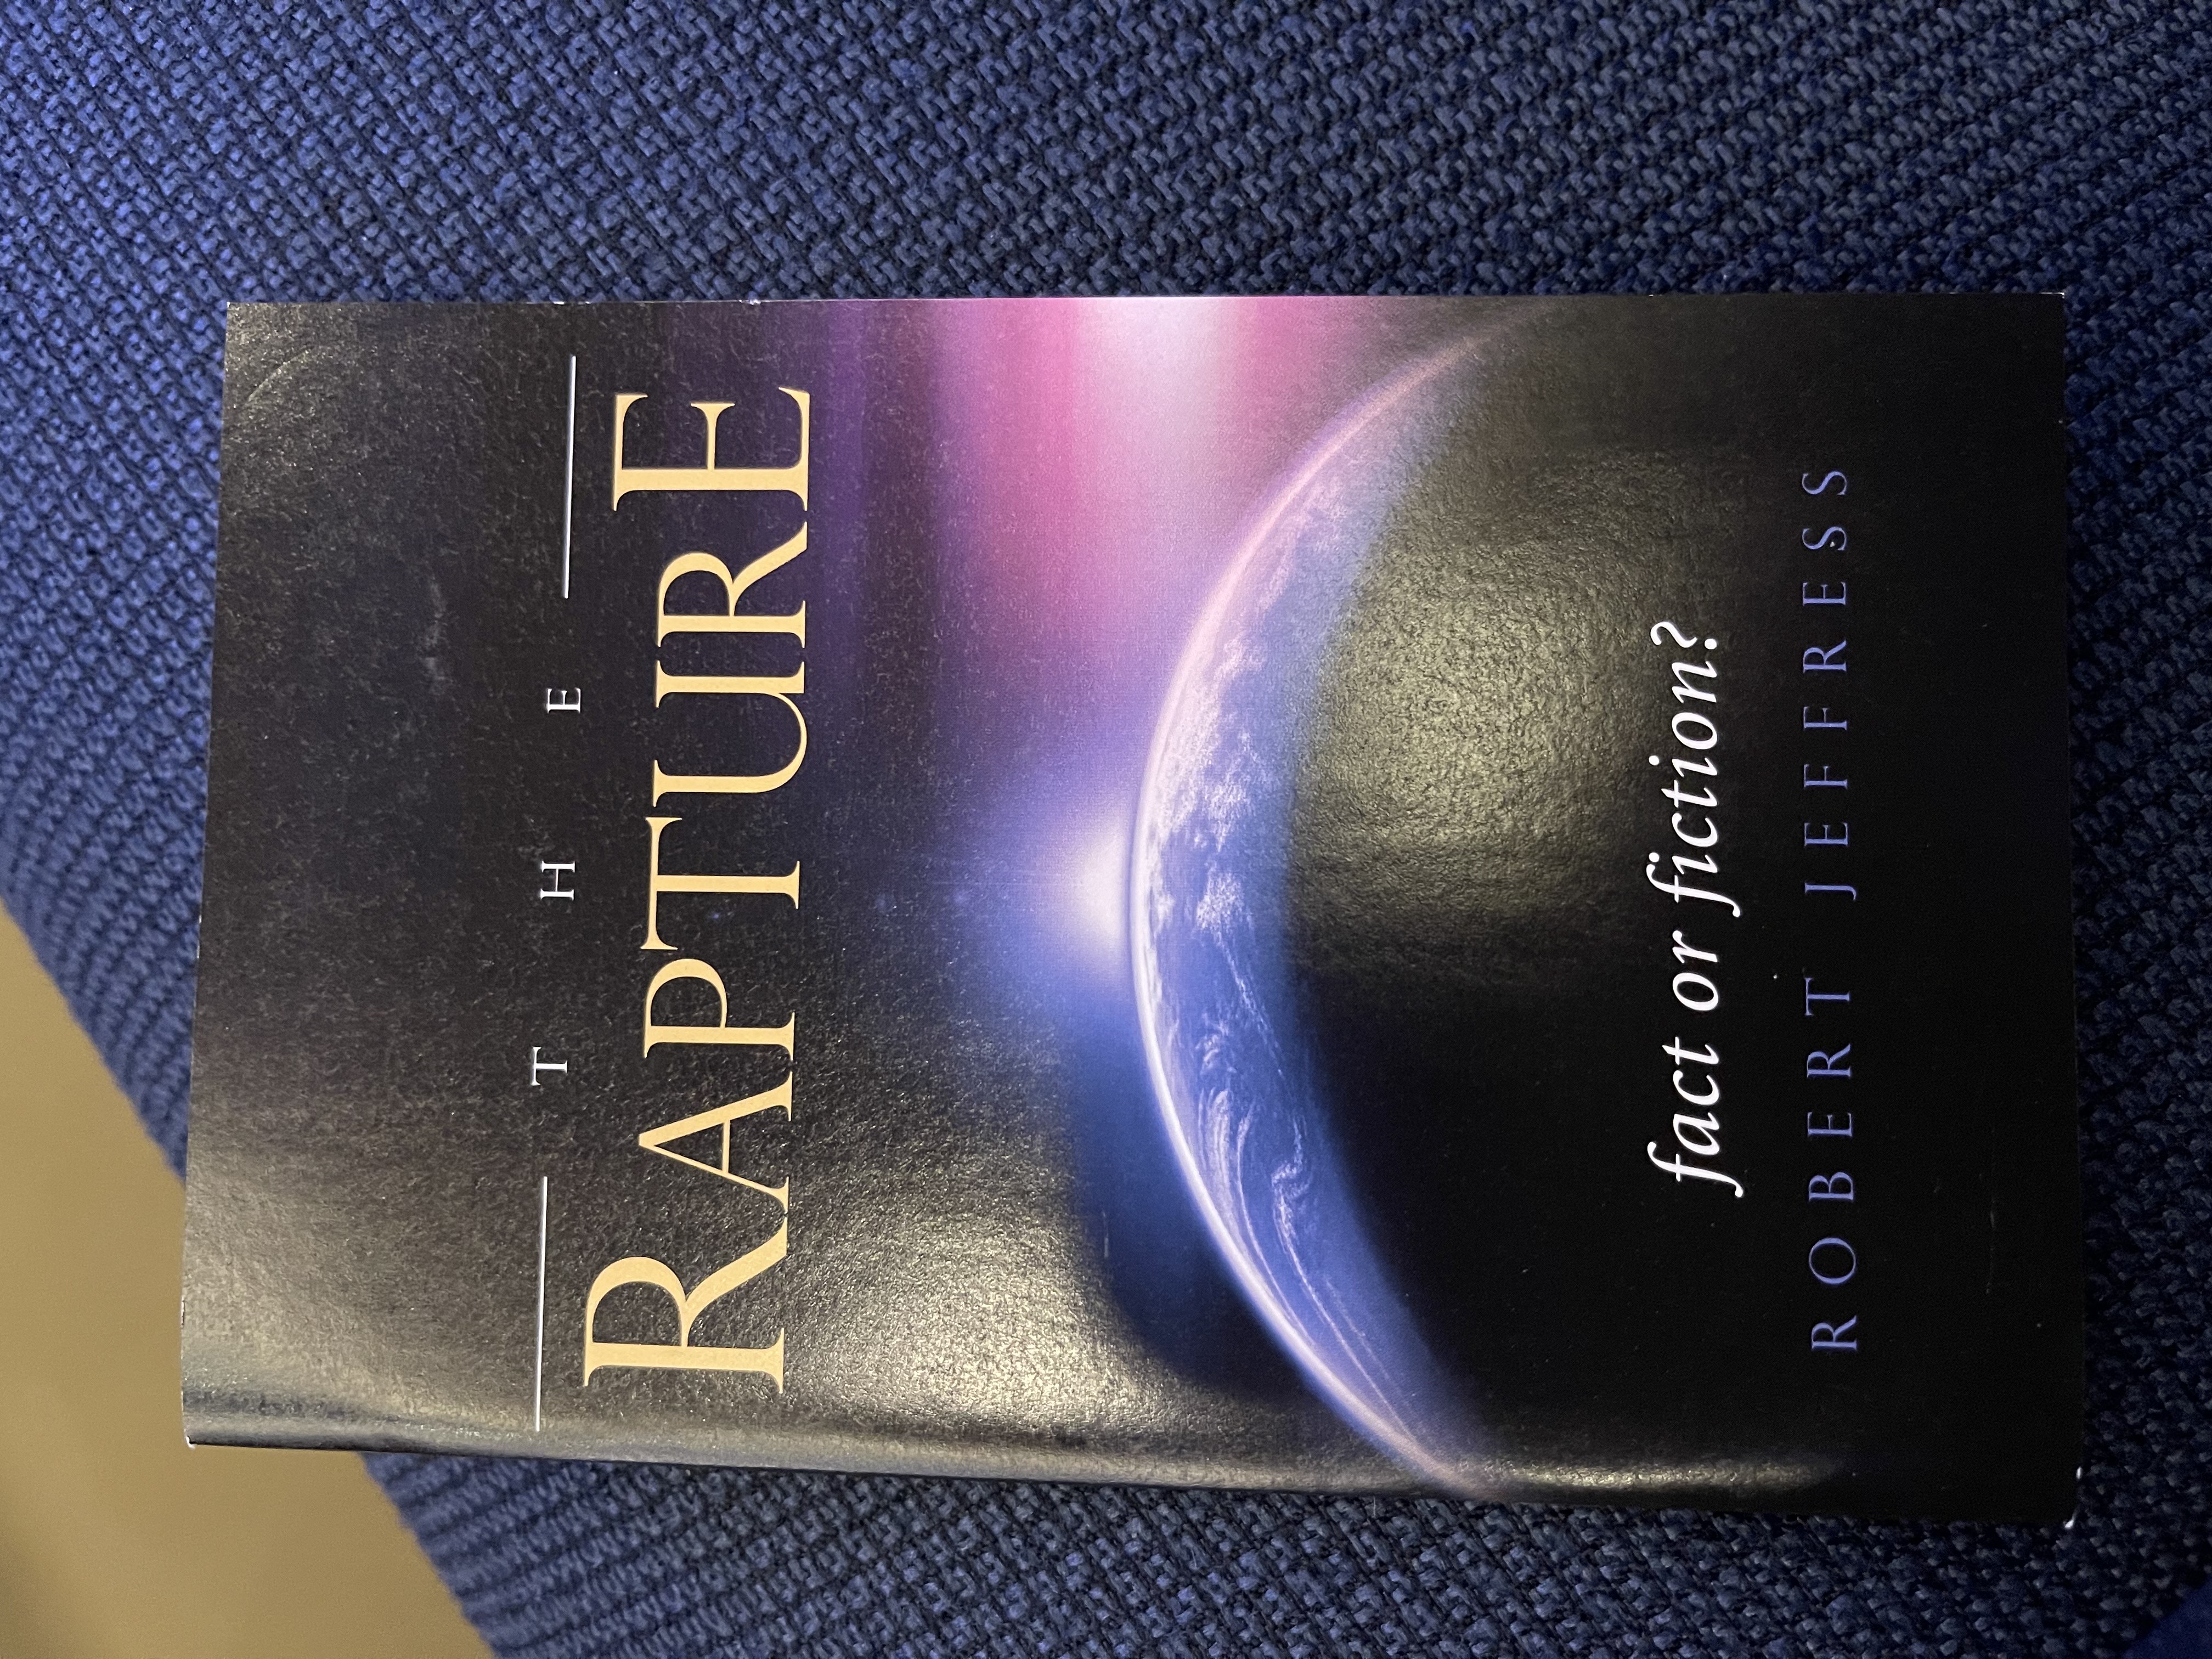 THE
RAPTURE
fact or fiction?
ROBERT JEFFRESS